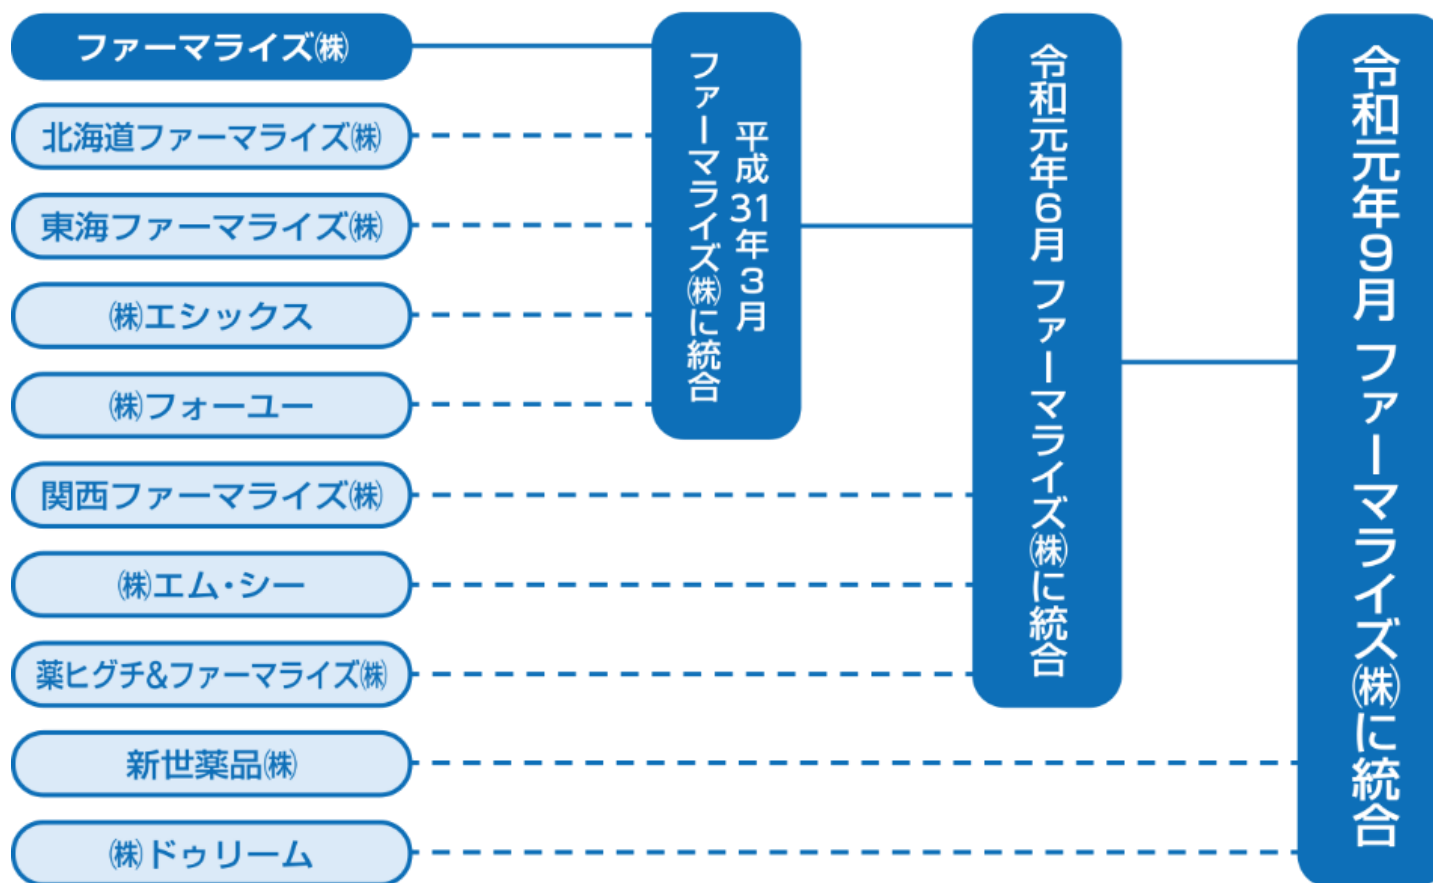 ファーマライズ㈱
北海道ファーマライズ㈱
東海ファーマライズ㈱
㈱エシックス
㈱フォーユー
関西ファーマライズ㈱
㈱エム・シー
薬ヒグチ&ファーマライズ㈱
新世薬品㈱
㈱ドゥリーム
平成31年3月
ファーマライズ㈱に統合
令和元年6月 ファーマライズ㈱に統合
令和元年9月 ファーマライズ㈱に統合